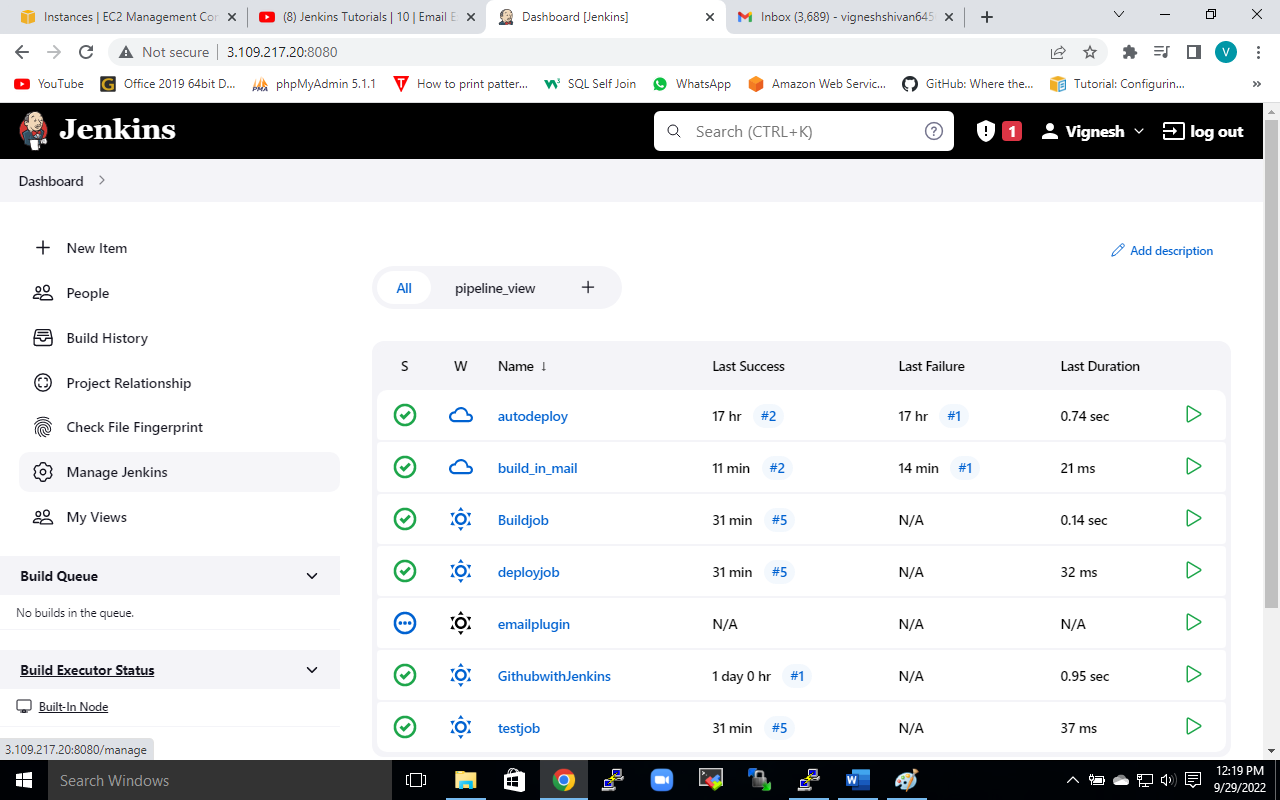 Instances | EC2 Management Con
(8) Jenkins Tutorials | 10 | Email E
Dashboard [Jenkins]
Inbox (3,689) - vigneshshivan645
Not secure 3.109.217.20:8080
V
YouTube
Office 2019 64bit D...
phpMyAdmin 5.1.1
How to print patter...
SQL Self Join
WhatsApp
Amazon Web Servic...
GitHub: Where the...
Tutorial: Configurin...
»
Jenkins
Search (CTRL+K)
1
Vignesh
log out
Dashboard
New Item
People
Build History
Project Relationship
Check File Fingerprint
Manage Jenkins
My Views
Build Queue
No builds in the queue.
Build Executor Status
Built-In Node
3.109.217.20:8080/manage
Add description
All pipeline_view +
S W Name ↓ Last Success Last Failure Last Duration
autodeploy 17 hr #2 17 hr #1 0.74 sec
build_in_mail 11 min #2 14 min #1 21 ms
Buildjob 31 min #5 N/A 0.14 sec
deployjob 31 min #5 N/A 32 ms
emailplugin N/A N/A N/A
GithubwithJenkins 1 day 0 hr #1 N/A 0.95 sec
testjob 31 min #5 N/A 37 ms
Search Windows
12:19 PM
9/29/2022